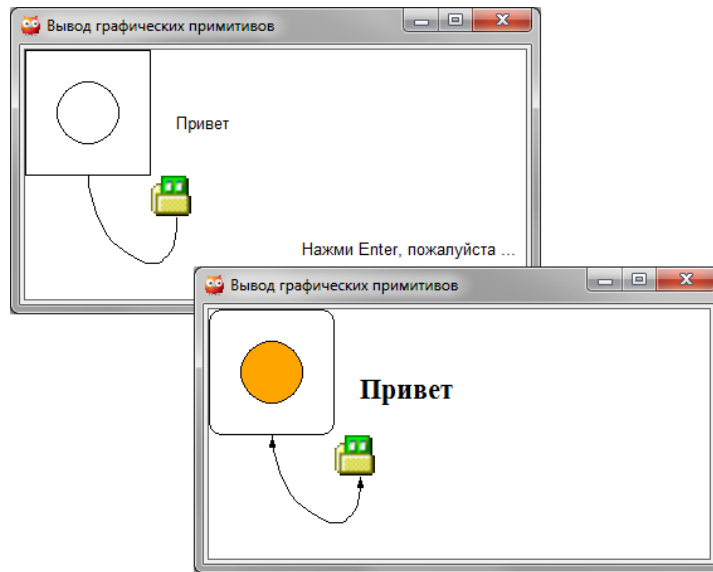 Вывод графических примитивов
Привет
Нажми Enter, пожалуйста ...
Вывод графических примитивов
Привет